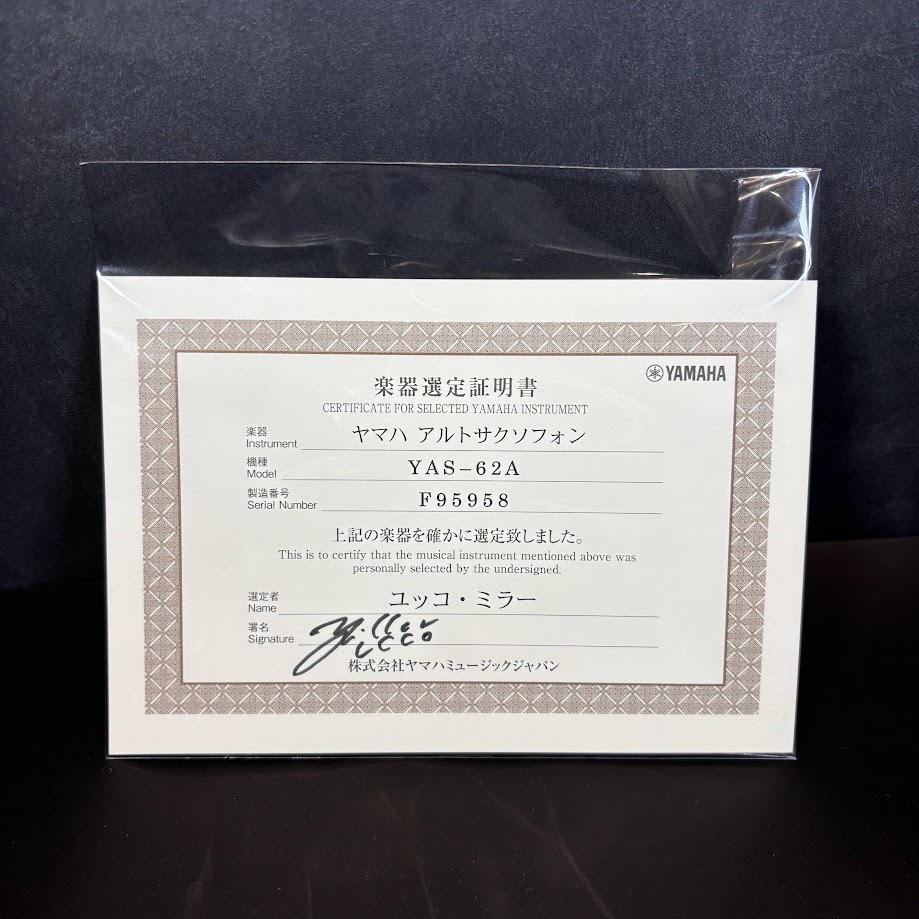 YAMAHA
楽器選定証明書
CERTIFICATE FOR SELECTED YAMAHA INSTRUMENT
楽器 ヤマハ アルトサクソフォン
Instrument
機種 YAS-62A
Model
製造番号 F95958
Serial Number
上記の楽器を確かに選定致しました。
This is to certify that the musical instrument mentioned above was
personally selected by the undersigned.
選定者 ユッコ・ミラー
Name
署名
Signature
株式会社ヤマハミュージックジャパン